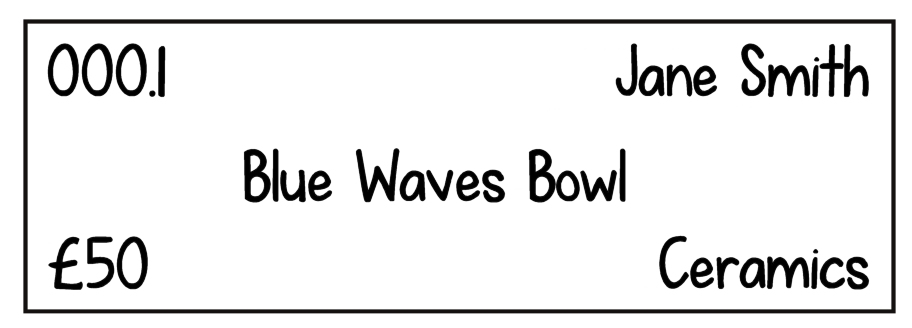 000.1 Jane Smith
Blue Waves Bowl
£50 Ceramics